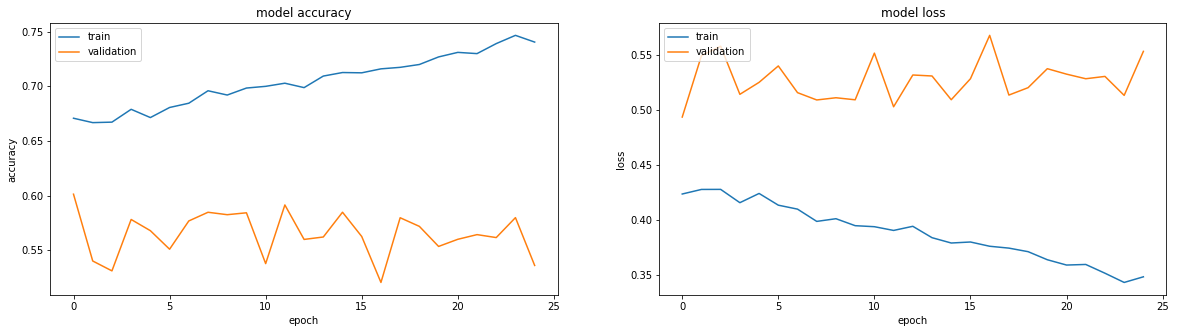 model accuracy
train
validation
0.75
0.70
0.65
0.60
0.55
accuracy
0 5 10 15 20 25
epoch
model loss
train
validation
0.55
0.50
0.45
0.40
0.35
loss
0 5 10 15 20 25
epoch